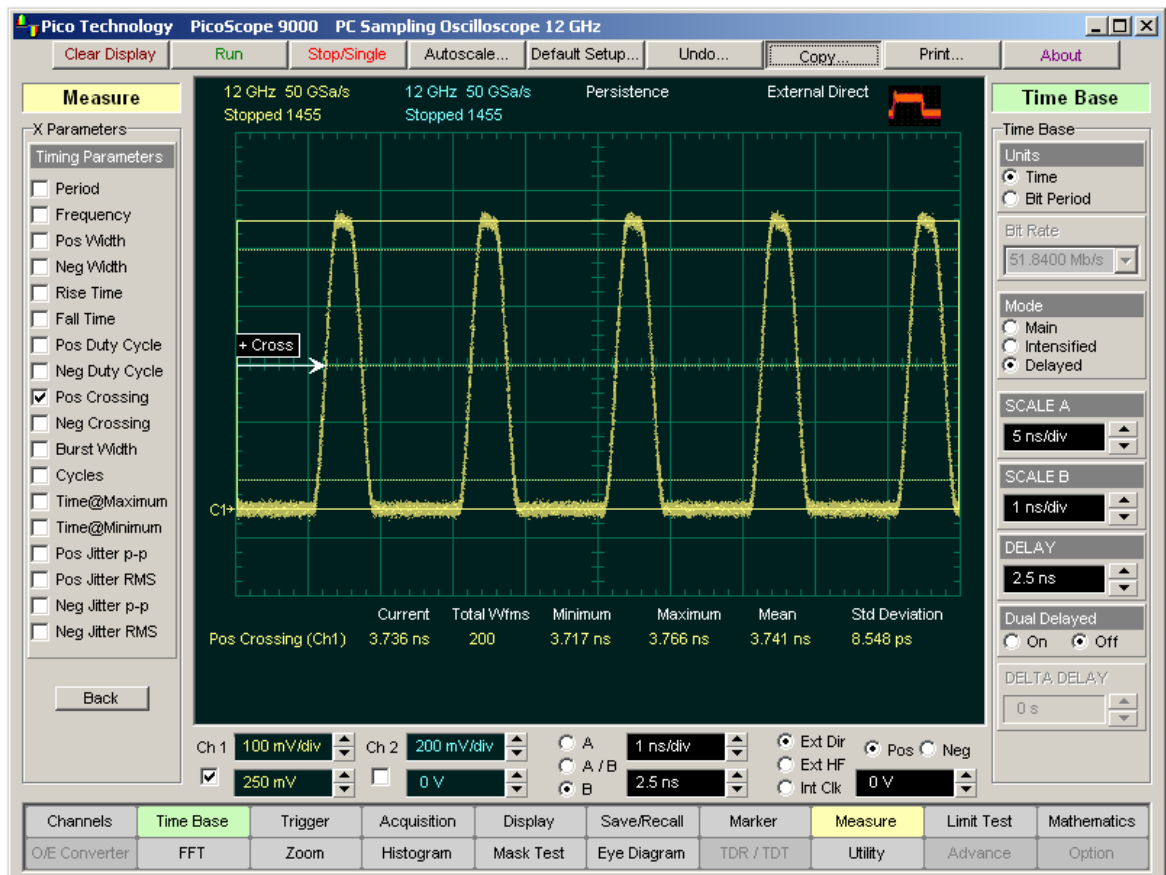 Pico Technology PicoScope 9000 PC Sampling Oscilloscope 12 GHz
Clear Display Run Stop/Single Autoscale... Default Setup... Undo... Copy... Print... About
Measure
X Parameters
Timing Parameters
Period
Frequency
Pos Width
Neg Width
Rise Time
Fall Time
Pos Duty Cycle
Neg Duty Cycle
Pos Crossing
Neg Crossing
Burst Width
Cycles
Time@Maximum
Time@Minimum
Pos Jitter p-p
Pos Jitter RMS
Neg Jitter p-p
Neg Jitter RMS
Back
12 GHz 50 GSa/s 12 GHz 50 GSa/s Persistence External Direct
Stopped 1455 Stopped 1455
+ Cross
C1
Current Total Wfms Minimum Maximum Mean Std Deviation
Pos Crossing (Ch1) 3.736 ns 200 3.717 ns 3.766 ns 3.741 ns 8.548 ps
Time Base
Time Base
Units
Time
Bit Period
Bit Rate
51.8400 Mb/s
Mode
Main
Intensified
Delayed
SCALE A
5 ns/div
SCALE B
1 ns/div
DELAY
2.5 ns
Dual Delayed
On Off
DELTA DELAY
0 s
Ch 1 100 mV/div Ch 2 200 mV/div A 1 ns/div Ext Dir Pos Neg
A / B Ext HF
250 mV 0 V B 2.5 ns Int Clk 0 V
Channels Time Base Trigger Acquisition Display Save/Recall Marker Measure Limit Test Mathematics
O/E Converter FFT Zoom Histogram Mask Test Eye Diagram TDR / TDT Utility Advance Option